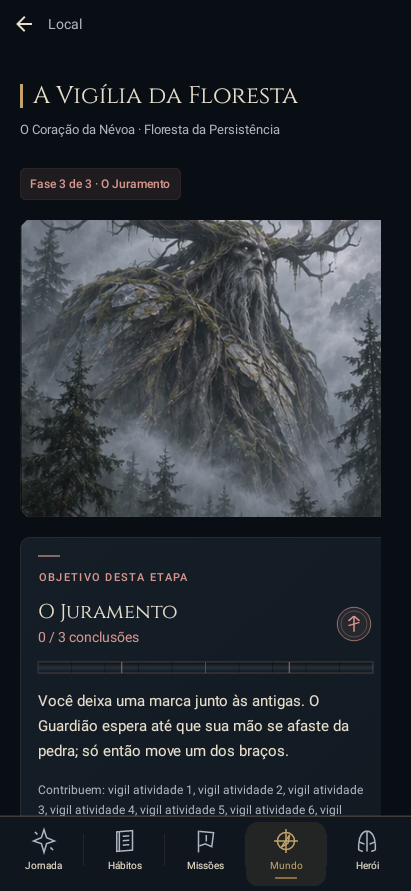 Local
A Vigília da Floresta
O Coração da Névoa · Floresta da Persistência
Fase 3 de 3 · O Juramento
OBJETIVO DESTA ETAPA
O Juramento
0 / 3 conclusões
Você deixa uma marca junto às antigas. O
Guardião espera até que sua mão se afaste da
pedra; só então move um dos braços.
Contribuem: vigil atividade 1, vigil atividade 2, vigil atividade
3, vigil atividade 4, vigil atividade 5, vigil atividade 6, vigil
Jornada
Hábitos
Missões
Mundo
Herói